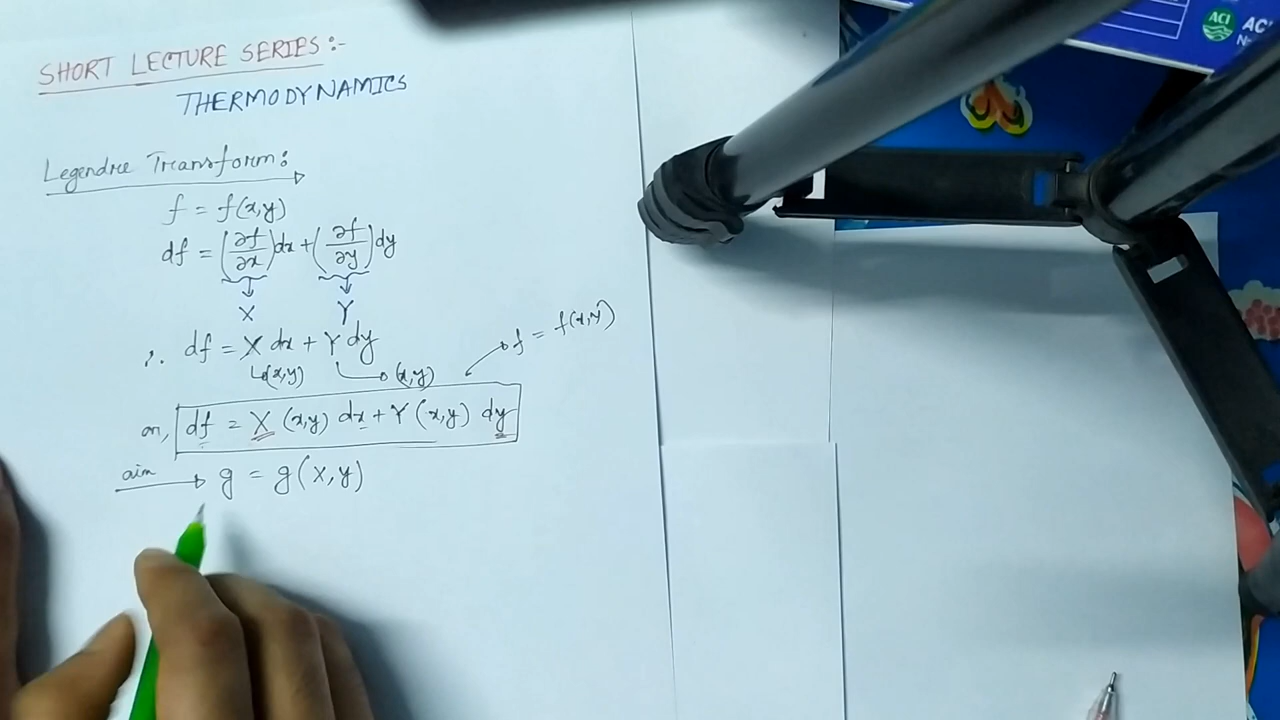 SHORT LECTURE SERIES :-
THERMODYNAMICS
Legendre Transform:
f = f(x,y)
df = (∂f/∂x)dx + (∂f/∂y)dy
X Y
∴ df = X dx + Y dy
(x,y) (x,y)
f = f(x,y)
or, df = X (x,y) dx + Y (x,y) dy
aim g = g(X,y)
ACI